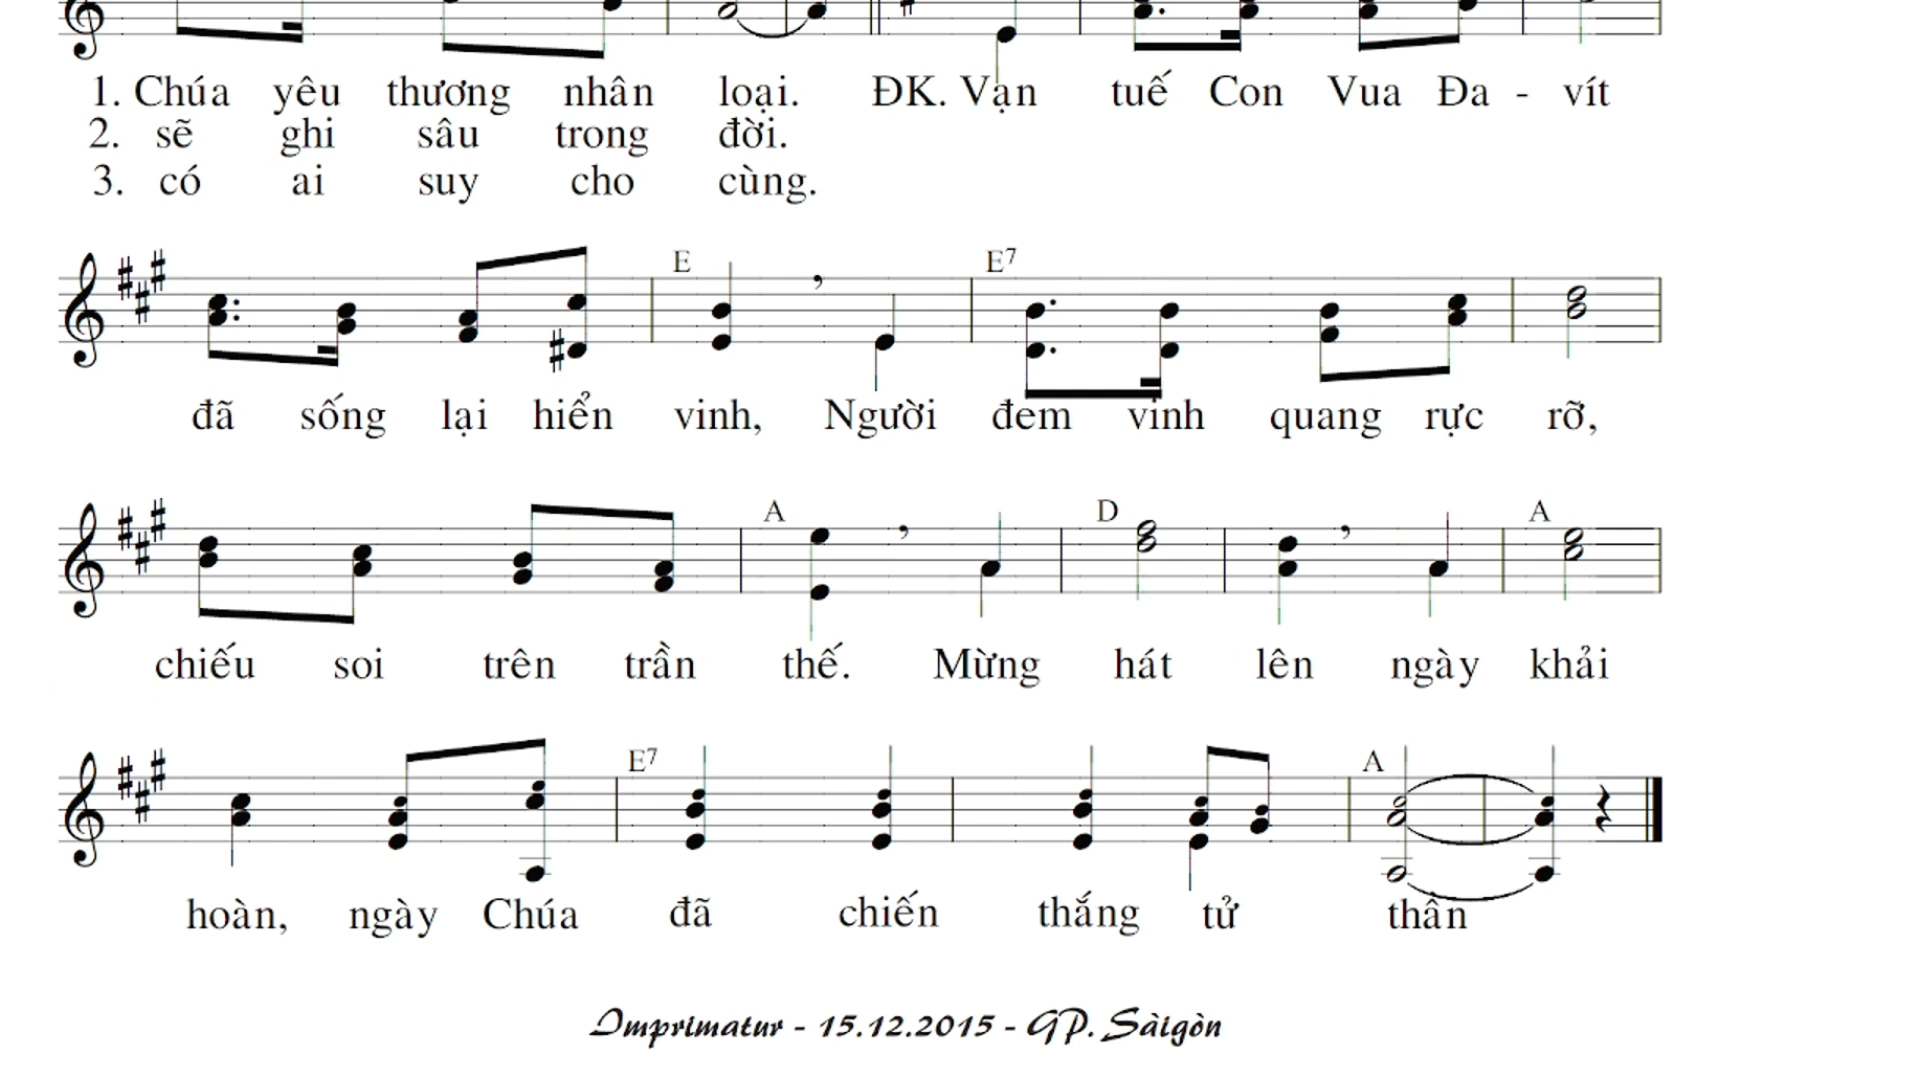 1. Chúa yêu thương nhân loại. ĐK. Vạn tuế Con Vua Đa - vít
2. sẽ ghi sâu trong đời.
3. có ai suy cho cùng.
E E7
đã sống lại hiển vinh, Người đem vinh quang rực rỡ,
A D A
chiếu soi trên trần thế. Mừng hát lên ngày khải
E7 A
hoàn, ngày Chúa đã chiến thắng tử thần
Imprimatur - 15.12.2015 - GP. Sàigòn